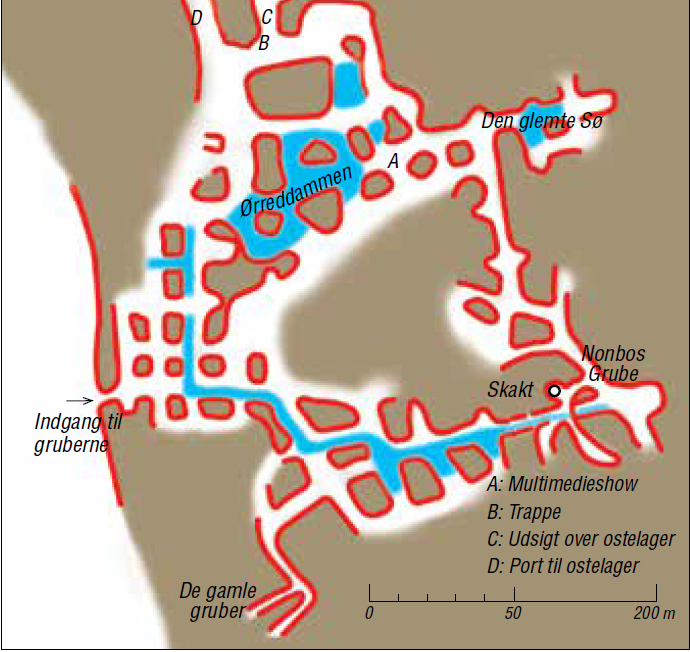 D
C
B
Den glemte Sø
A
Ørreddammen
Nonbos
Grube
Skakt
Indgang til
gruberne
A: Multimedieshow
B: Trappe
C: Udsigt over ostelager
D: Port til ostelager
De gamle
gruber
0 50 200 m